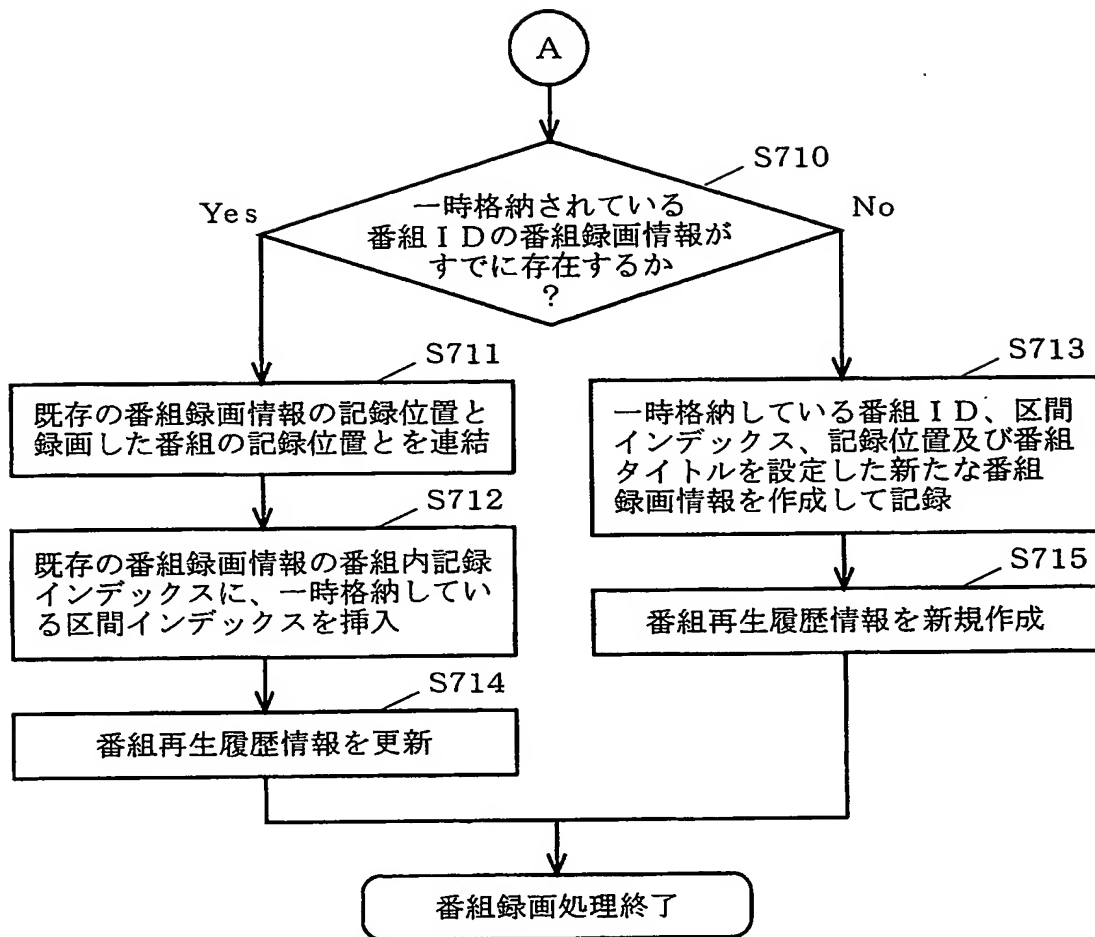 A
S710
Yes
No
一時格納されている
番組IDの番組録画情報が
すでに存在するか
?
S711
既存の番組録画情報の記録位置と
録画した番組の記録位置とを連結
S712
既存の番組録画情報の番組内記録
インデックスに、一時格納してい
る区間インデックスを挿入
S714
番組再生履歴情報を更新
S713
一時格納している番組ID、区間
インデックス、記録位置及び番組
タイトルを設定した新たな番組
録画情報を作成して記録
S715
番組再生履歴情報を新規作成
番組録画処理終了